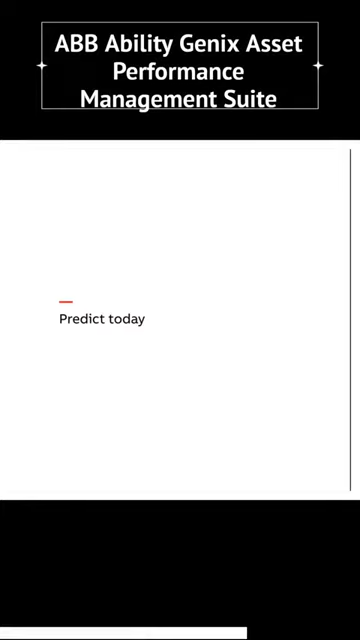 ABB Ability Genix Asset
Performance
Management Suite
Predict today